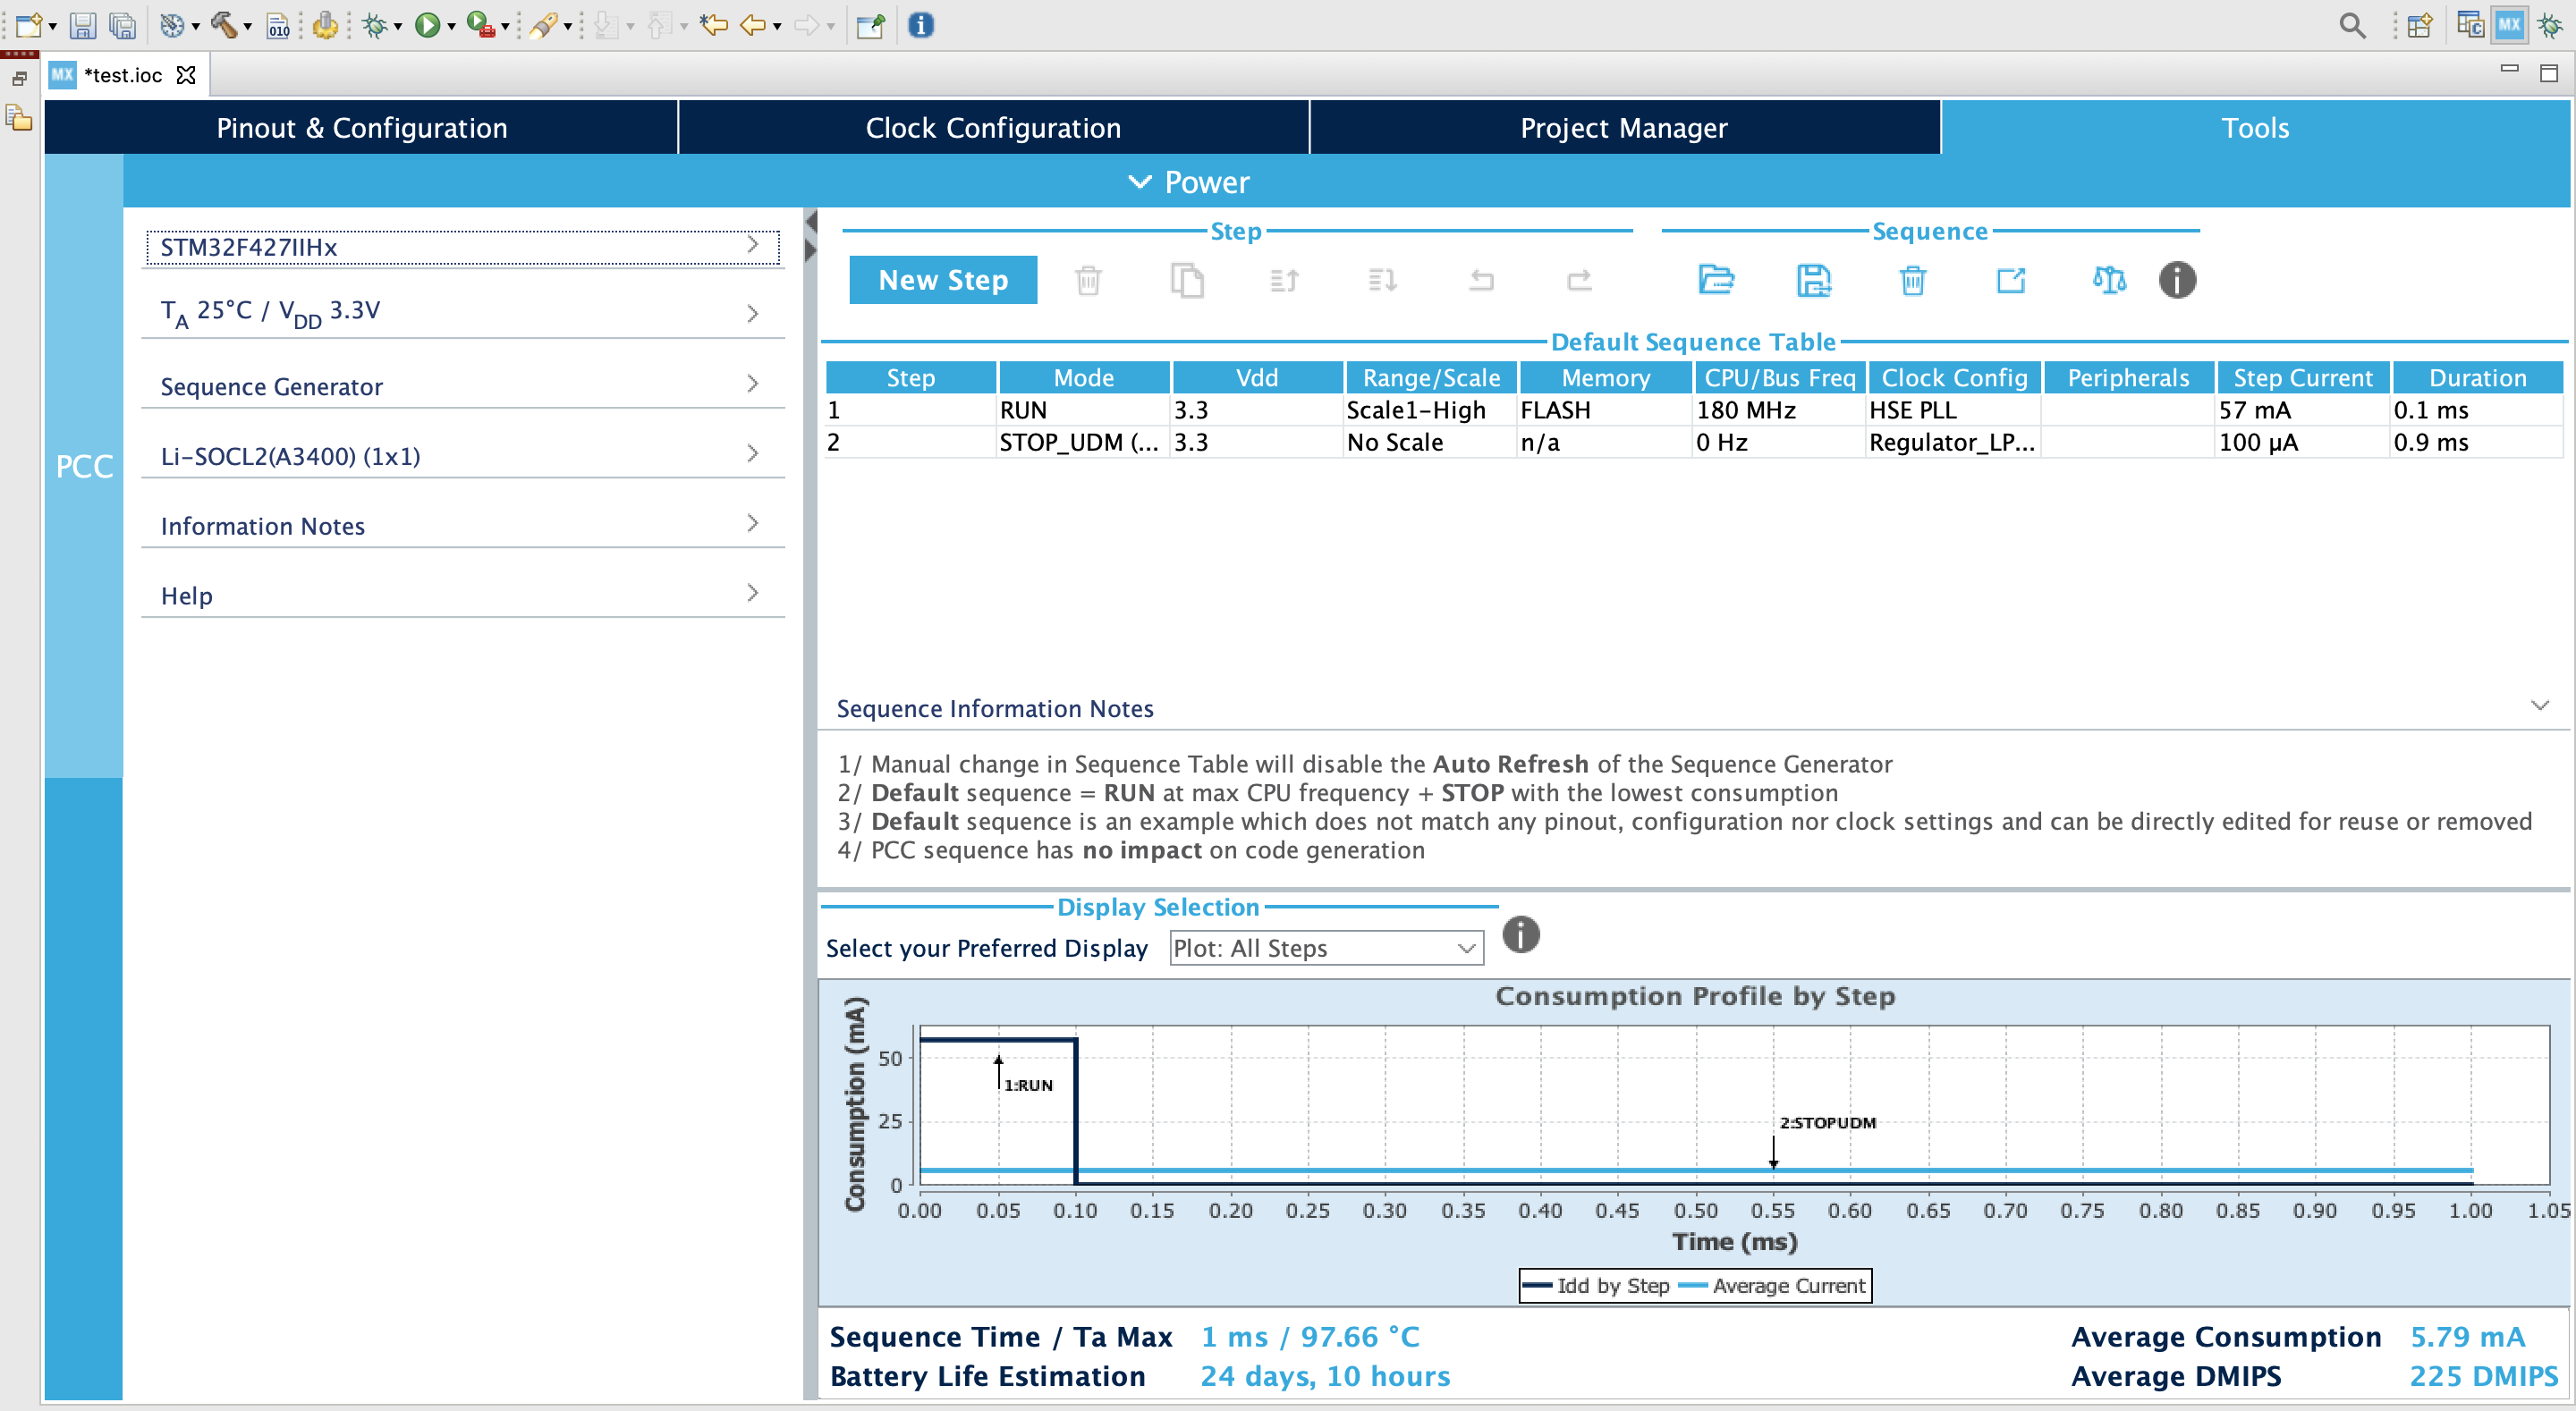 010
MX
MX *test.ioc
Pinout & Configuration
Clock Configuration
Project Manager
Tools
Power
PCC
STM32F427IIHx
TA 25°C / VDD 3.3V
Sequence Generator
Li-SOCL2(A3400) (1x1)
Information Notes
Help
Step
Sequence
New Step
Default Sequence Table
Step Mode Vdd Range/Scale Memory CPU/Bus Freq Clock Config Peripherals Step Current Duration
1 RUN 3.3 Scale1-High FLASH 180 MHz HSE PLL 57 mA 0.1 ms
2 STOP_UDM (... 3.3 No Scale n/a 0 Hz Regulator_LP... 100 µA 0.9 ms
Sequence Information Notes
1/ Manual change in Sequence Table will disable the Auto Refresh of the Sequence Generator
2/ Default sequence = RUN at max CPU frequency + STOP with the lowest consumption
3/ Default sequence is an example which does not match any pinout, configuration nor clock settings and can be directly edited for reuse or removed
4/ PCC sequence has no impact on code generation
Display Selection
Select your Preferred Display Plot: All Steps
Consumption Profile by Step
Consumption (mA)
50
25
0
1:RUN
2:STOPUDM
0.00 0.05 0.10 0.15 0.20 0.25 0.30 0.35 0.40 0.45 0.50 0.55 0.60 0.65 0.70 0.75 0.80 0.85 0.90 0.95 1.00 1.05
Time (ms)
Idd by Step Average Current
Sequence Time / Ta Max 1 ms / 97.66 °C
Average Consumption 5.79 mA
Battery Life Estimation 24 days, 10 hours
Average DMIPS 225 DMIPS